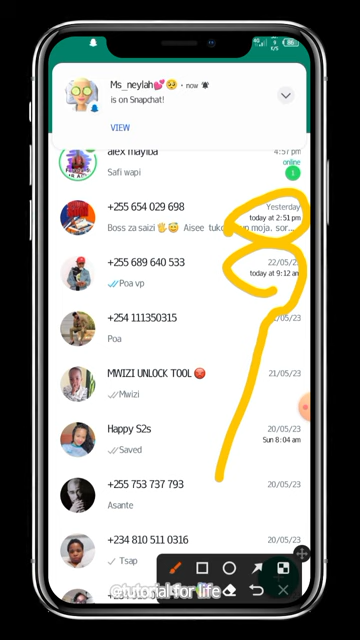 Ms_neylah💕🥺 • now
is on Snapchat!
VIEW
alex mayiba
4:57 pm
online
Safi wapi
1
+255 654 029 698
Yesterday
today at 2:51 pm
Boss za saizi 🖐😇 Aisee moja. sor...
+255 689 640 533
22/05/23
today at 9:12 am
Poa vp
+254 111350315
/05/23
Poa
MWIZI UNLOCK TOOL
21/05/23
Mwizi
Happy S2s
20/05/23
Sun 8:04 am
Saved
+255 753 737 793
20/05/23
Asante
+234 810 511 0316
20/05/23
Tsap
tutorial for life